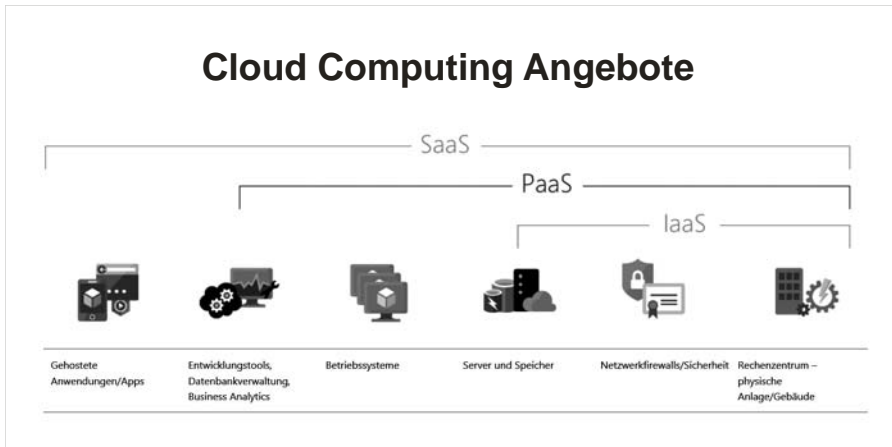 Cloud Computing Angebote
SaaS
PaaS
IaaS
Gehostete
Anwendungen/Apps
Entwicklungstools,
Datenbankverwaltung,
Business Analytics
Betriebssysteme
Server und Speicher
Netzwerkfirewalls/Sicherheit
Rechenzentrum –
physische
Anlage/Gebäude